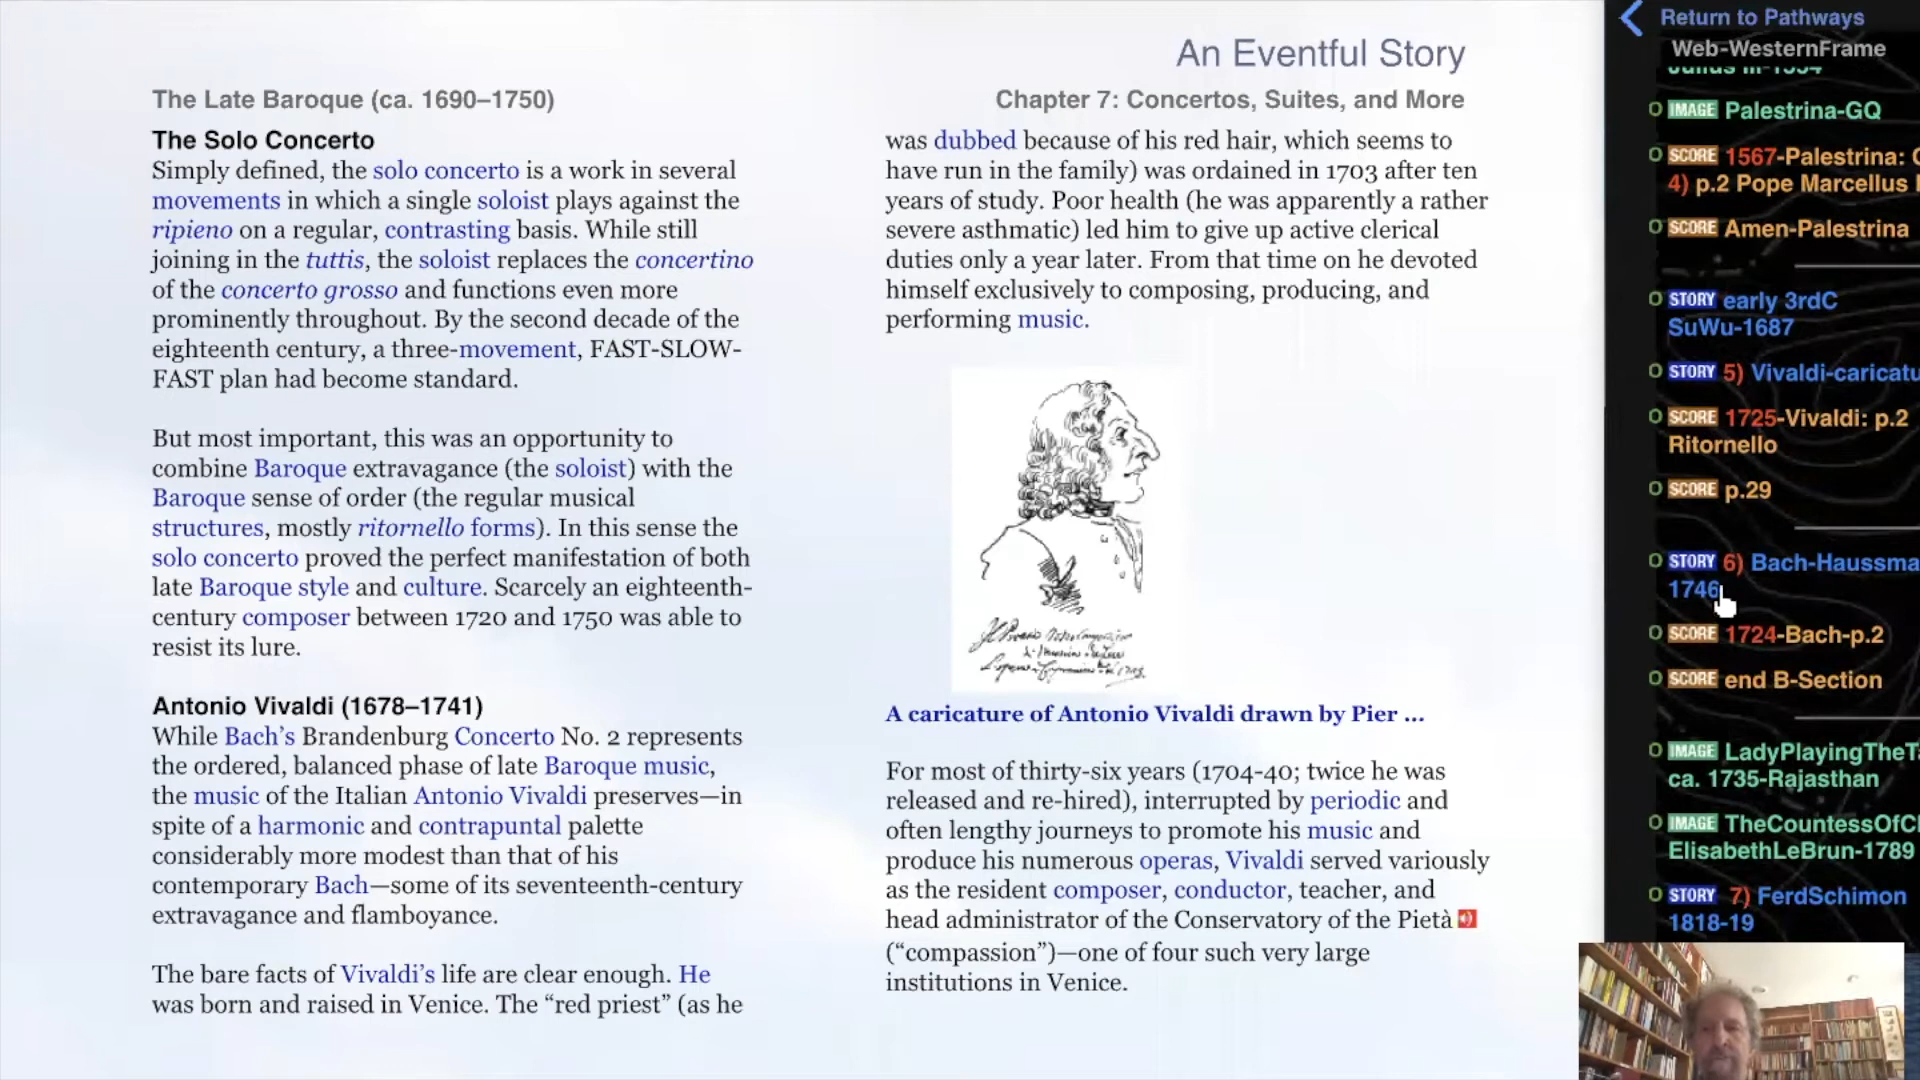 An Eventful Story
The Late Baroque (ca. 1690–1750)
Chapter 7: Concertos, Suites, and More
The Solo Concerto
Simply defined, the solo concerto is a work in several
movements in which a single soloist plays against the
ripieno on a regular, contrasting basis. While still
joining in the tuttis, the soloist replaces the concertino
of the concerto grosso and functions even more
prominently throughout. By the second decade of the
eighteenth century, a three-movement, FAST-SLOW-
FAST plan had become standard.
But most important, this was an opportunity to
combine Baroque extravagance (the soloist) with the
Baroque sense of order (the regular musical
structures, mostly ritornello forms). In this sense the
solo concerto proved the perfect manifestation of both
late Baroque style and culture. Scarcely an eighteenth-
century composer between 1720 and 1750 was able to
resist its lure.
Antonio Vivaldi (1678–1741)
While Bach's Brandenburg Concerto No. 2 represents
the ordered, balanced phase of late Baroque music,
the music of the Italian Antonio Vivaldi preserves—in
spite of a harmonic and contrapuntal palette
considerably more modest than that of his
contemporary Bach—some of its seventeenth-century
extravagance and flamboyance.
The bare facts of Vivaldi's life are clear enough. He
was born and raised in Venice. The “red priest” (as he
was dubbed because of his red hair, which seems to
have run in the family) was ordained in 1703 after ten
years of study. Poor health (he was apparently a rather
severe asthmatic) led him to give up active clerical
duties only a year later. From that time on he devoted
himself exclusively to composing, producing, and
performing music.
A caricature of Antonio Vivaldi drawn by Pier ...
For most of thirty-six years (1704-40; twice he was
released and re-hired), interrupted by periodic and
often lengthy journeys to promote his music and
produce his numerous operas, Vivaldi served variously
as the resident composer, conductor, teacher, and
head administrator of the Conservatory of the Pietà
(“compassion”)—one of four such very large
institutions in Venice.
Return to Pathways
Web-WesternFrame
Julius III-1554
IMAGE Palestrina-GQ
SCORE 1567-Palestrina:
4) p.2 Pope Marcellus
SCORE Amen-Palestrina
STORY early 3rdC
SuWu-1687
STORY 5) Vivaldi-caricatu
SCORE 1725-Vivaldi: p.2
Ritornello
SCORE p.29
STORY 6) Bach-Haussma
1746
SCORE 1724-Bach-p.2
SCORE end B-Section
IMAGE LadyPlayingTheT
ca. 1735-Rajasthan
IMAGE TheCountessOfC
ElisabethLeBrun-1789
STORY 7) FerdSchimon
1818-19